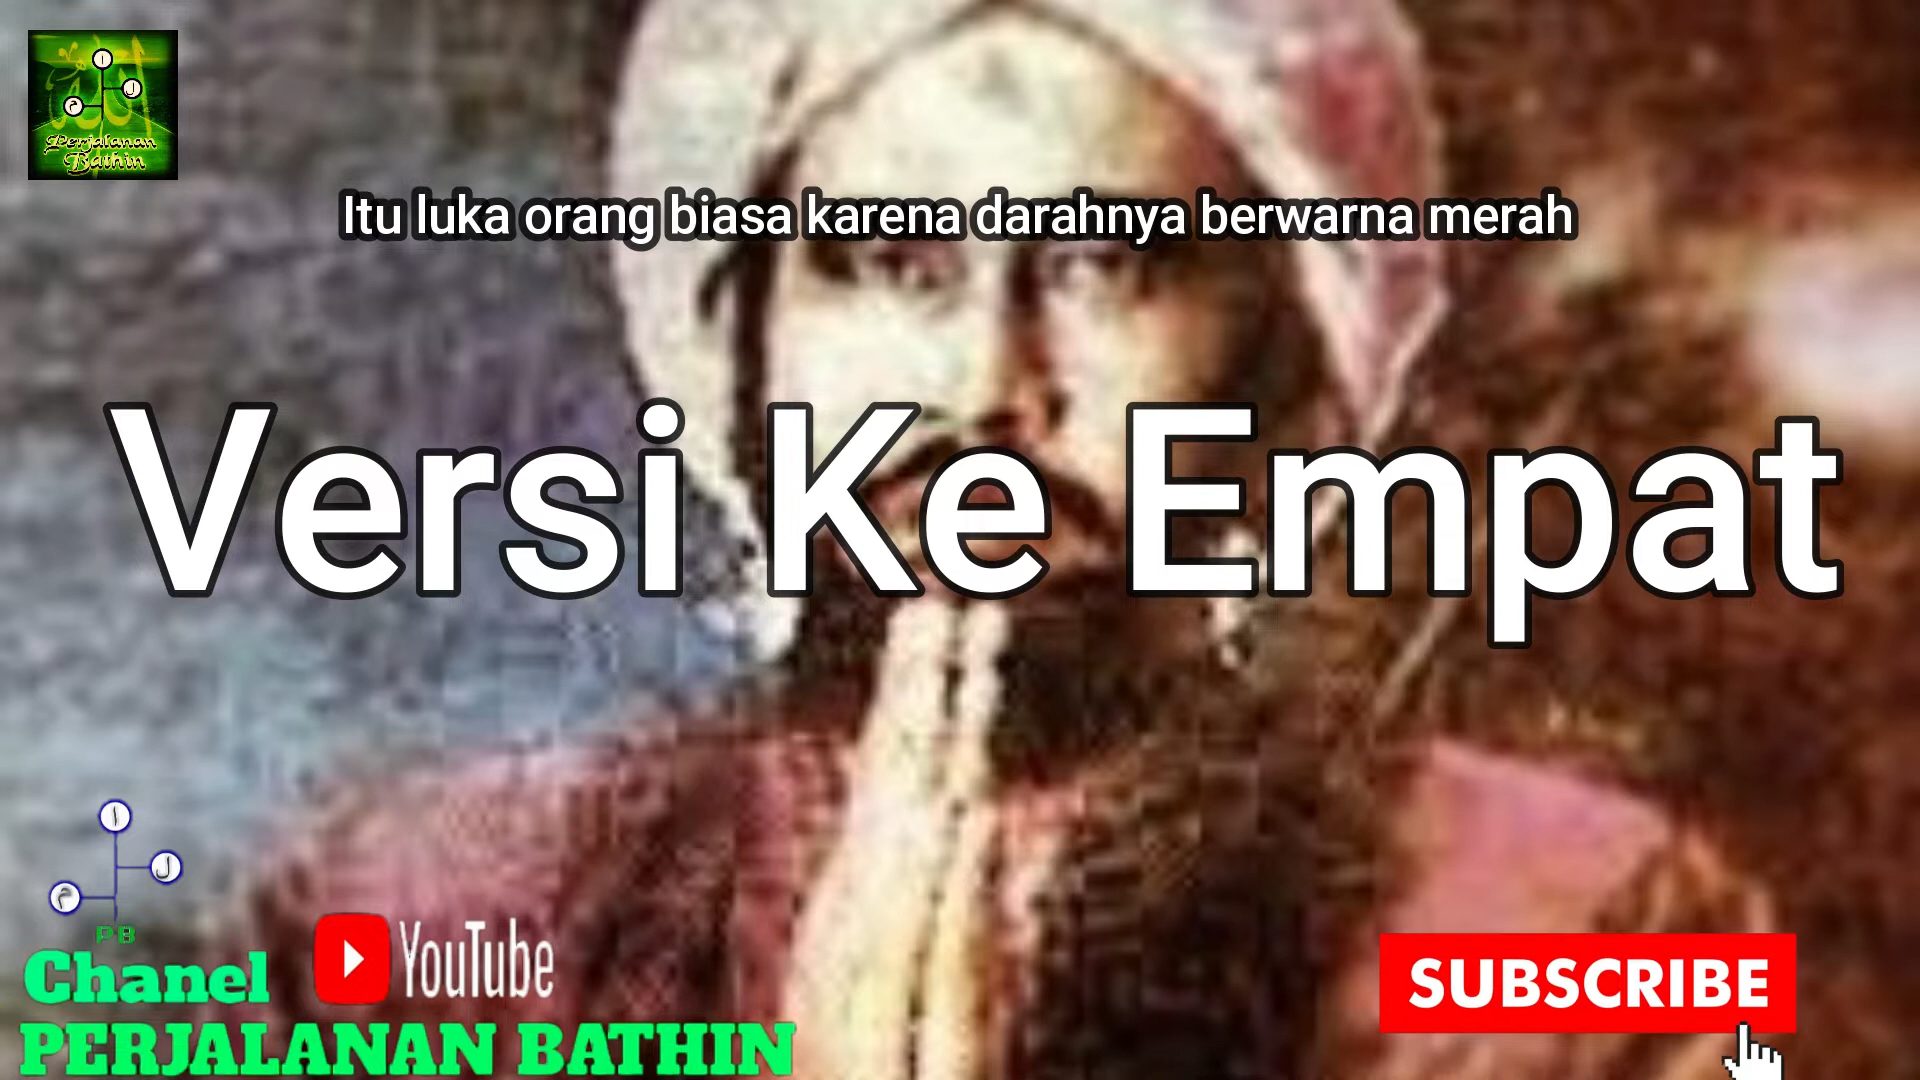 الله
ا
ل
م
Perjalanan
Bathin
Itu luka orang biasa karena darahnya berwarna merah
Versi Ke Empat
ا
ل
م
PB
Chanel
YouTube
PERJALANAN BATHIN
SUBSCRIBE